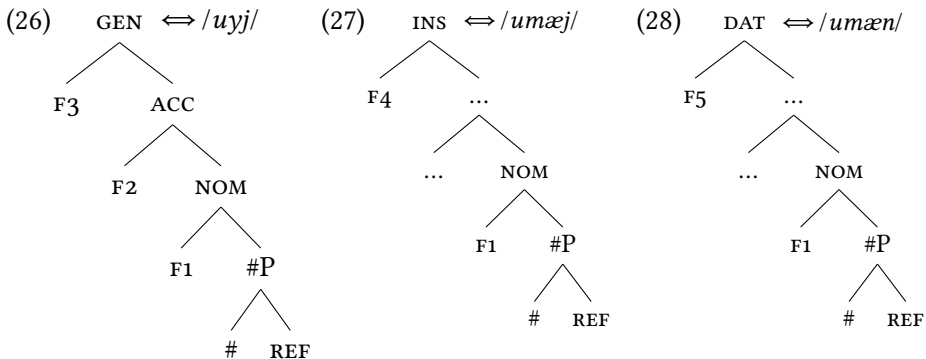 (26) GEN ⇔ /uyj/ (27) INS ⇔ /umæj/ (28) DAT ⇔ /umæn/
F3 ACC F4 ... F5 ...
F2 NOM ... NOM ... NOM
F1 #P F1 #P F1 #P
# REF # REF # REF